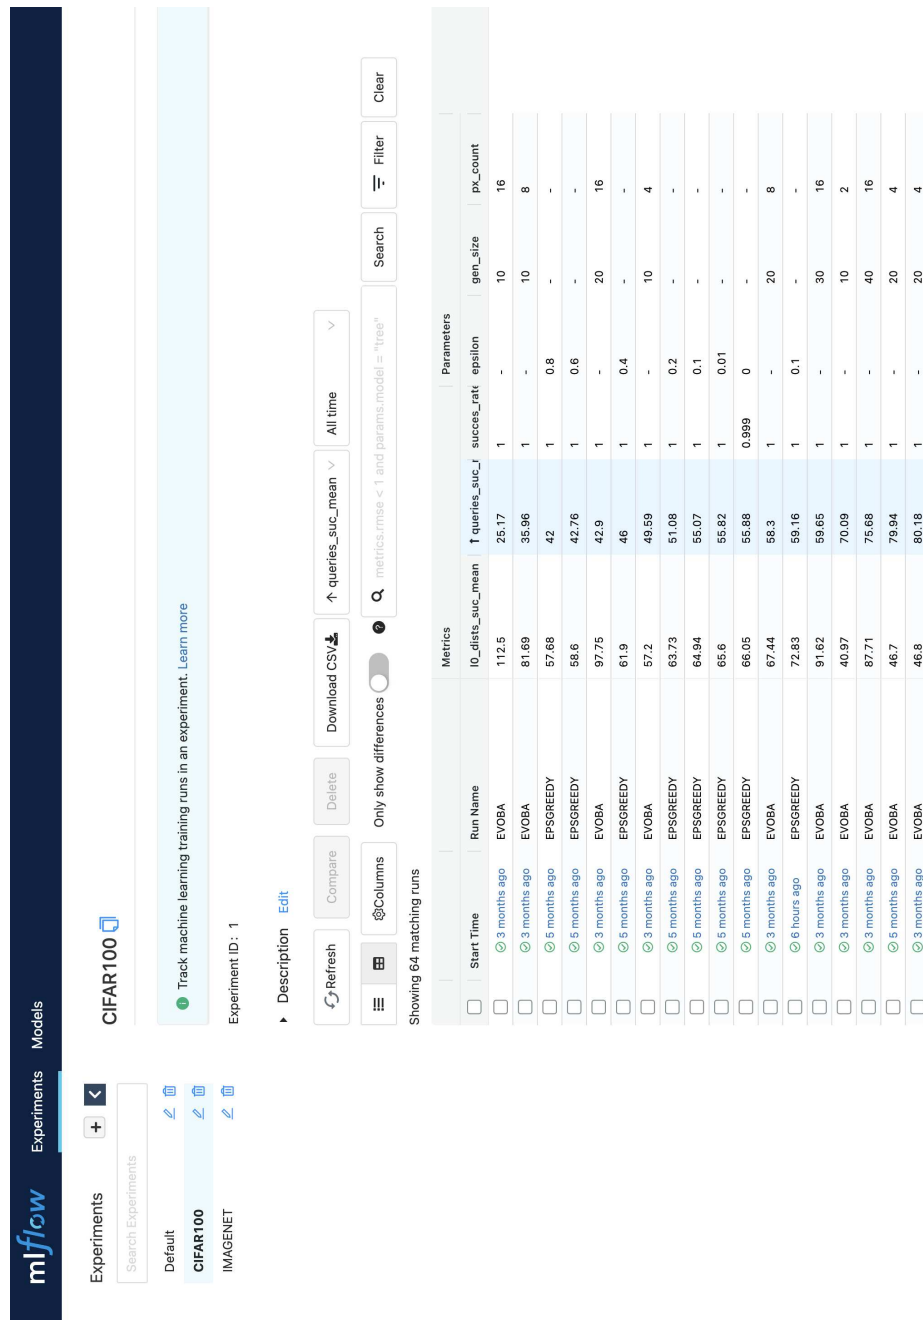 mlflow Experiments Models
Experiments
Search Experiments
Default
CIFAR100
IMAGENET
CIFAR100
Track machine learning training runs in an experiment. Learn more
Experiment ID: 1
Description Edit
Refresh Compare Delete Download CSV ↑ queries_suc_mean All time
Columns Only show differences metrics.rmse < 1 and params.model = "tree" Search Filter Clear
Showing 64 matching runs
Metrics Parameters
Start Time Run Name l0_dists_suc_mean ↑ queries_suc_r succes_rate epsilon gen_size px_count
3 months ago EVOBA 112.5 25.17 1 - 10 16
3 months ago EVOBA 81.69 35.96 1 - 10 8
5 months ago EPSGREEDY 57.68 42 1 0.8 - -
5 months ago EPSGREEDY 58.6 42.76 1 0.6 - -
3 months ago EVOBA 97.75 42.9 1 - 20 16
5 months ago EPSGREEDY 61.9 46 1 0.4 - -
3 months ago EVOBA 57.2 49.59 1 - 10 4
5 months ago EPSGREEDY 63.73 51.08 1 0.2 - -
5 months ago EPSGREEDY 64.94 55.07 1 0.1 - -
5 months ago EPSGREEDY 65.6 55.82 1 0.01 - -
5 months ago EPSGREEDY 66.05 55.88 0.999 0 - -
3 months ago EVOBA 67.44 58.3 1 - 20 8
6 hours ago EPSGREEDY 72.83 59.16 1 0.1 - -
3 months ago EVOBA 91.62 59.65 1 - 30 16
3 months ago EVOBA 40.97 70.09 1 - 10 2
3 months ago EVOBA 87.71 75.68 1 - 40 16
5 months ago EVOBA 46.7 79.94 1 - 20 4
3 months ago EVOBA 46.8 80.18 1 - 20 4